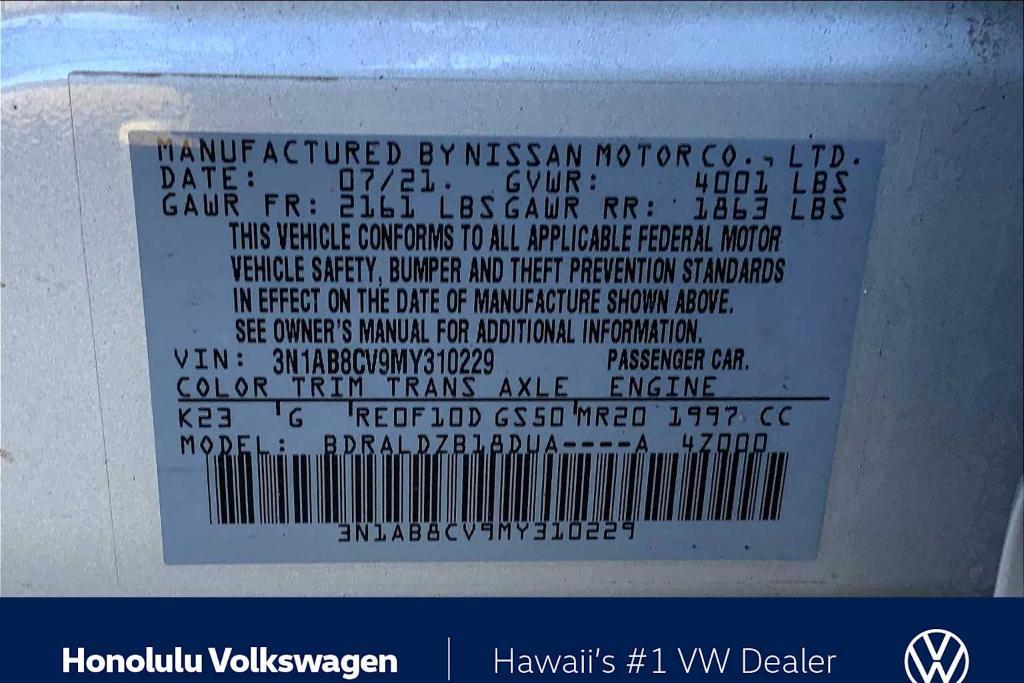 MANUFACTURED BY NISSAN MOTOR CO., LTD.
DATE: 07/21. GVWR: 4001 LBS
GAWR FR: 2161 LBS GAWR RR: 1863 LBS
THIS VEHICLE CONFORMS TO ALL APPLICABLE FEDERAL MOTOR
VEHICLE SAFETY, BUMPER AND THEFT PREVENTION STANDARDS
IN EFFECT ON THE DATE OF MANUFACTURE SHOWN ABOVE.
SEE OWNER'S MANUAL FOR ADDITIONAL INFORMATION.
VIN: 3N1AB8CV9MY310229 PASSENGER CAR.
COLOR TRIM TRANS AXLE ENGINE
K23 'G 'RE0F10D GS50'MR20 1997 CC
MODEL: BDRALDZB18DUA----A 4Z000
3N1AB8CV9MY310229
Honolulu Volkswagen | Hawaii's #1 VW Dealer